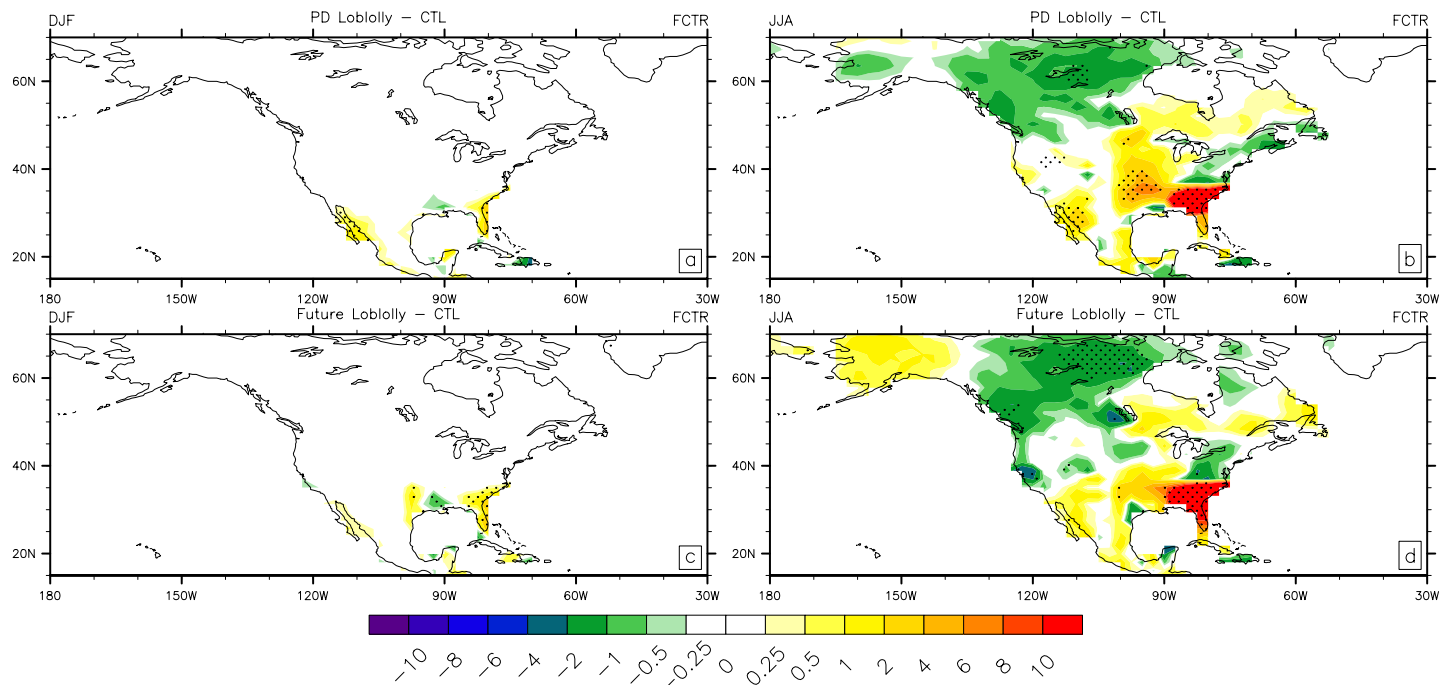 DJF PD Loblolly − CTL FCTR
JJA PD Loblolly − CTL FCTR
60N
40N
20N
a
180 150W 120W 90W 60W 30W
60N
40N
20N
b
180 150W 120W 90W 60W 30W
DJF Future Loblolly − CTL FCTR
JJA Future Loblolly − CTL FCTR
60N
40N
20N
c
180 150W 120W 90W 60W 30W
60N
40N
20N
d
180 150W 120W 90W 60W 30W
−10 −8 −6 −4 −2 −1 −0.5 −0.25 0 0.25 0.5 1 2 4 6 8 10